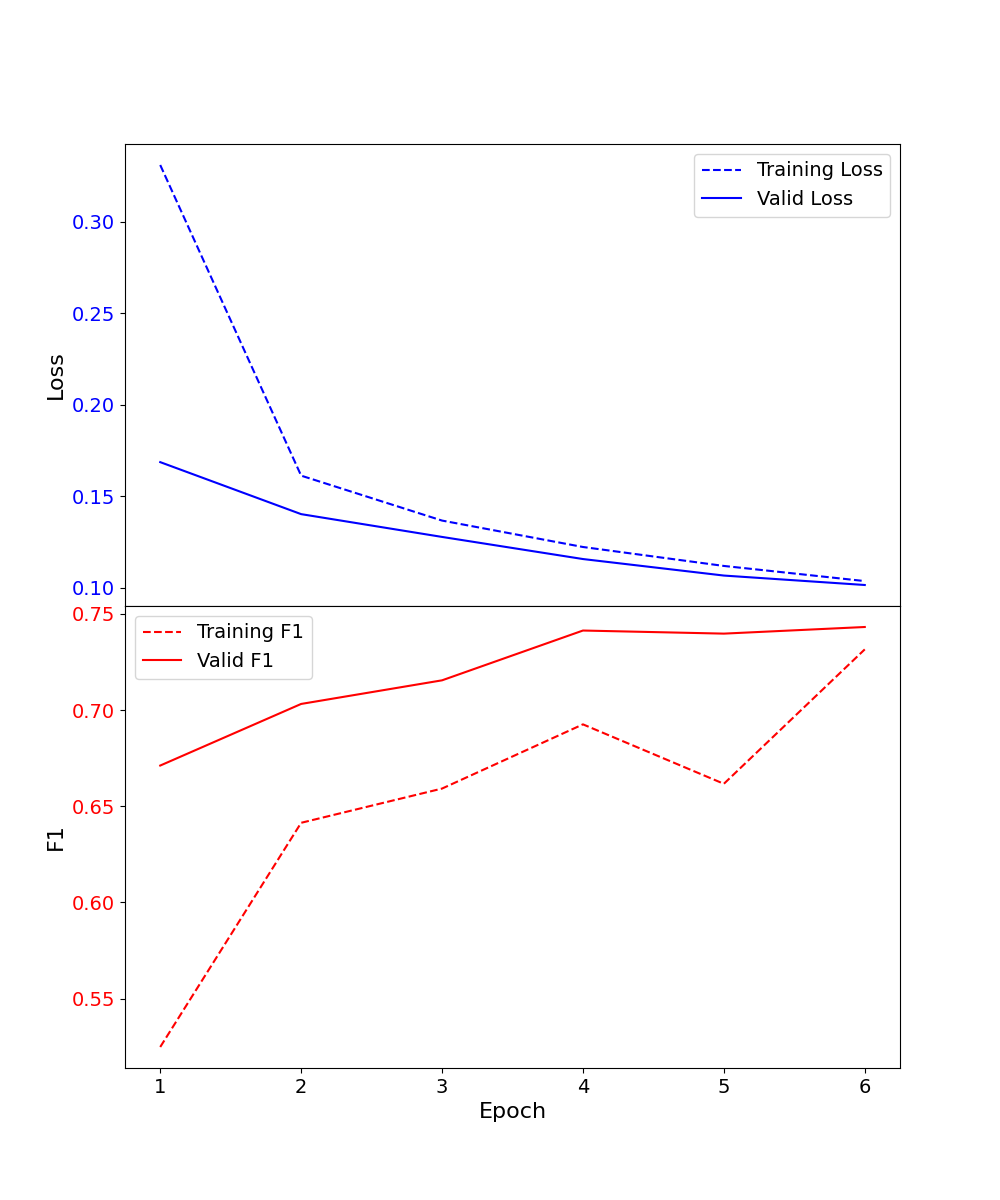 Training Loss
Valid Loss
0.30
0.25
0.20
0.15
0.10
Loss
0.75
0.70
0.65
0.60
0.55
F1
Training F1
Valid F1
1 2 3 4 5 6
Epoch